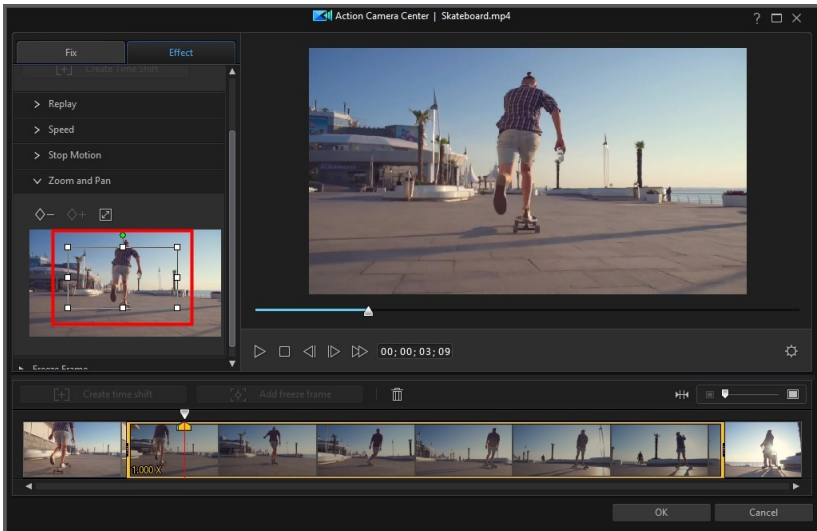 Action Camera Center | Skateboard.mp4
?
Fix
Effect
[+] Create Time Shift
> Replay
> Speed
> Stop Motion
Zoom and Pan
Freeze Frame
00; 00; 03; 09
[+] Create time shift
Add freeze frame
1.000 X
OK
Cancel